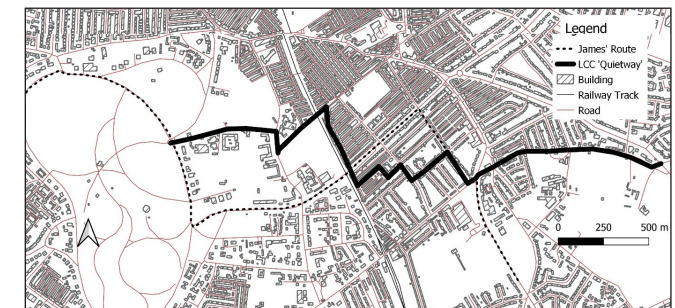 Legend
James' Route
LCC 'Quietway'
Building
Railway Track
Road
0 250 500 m